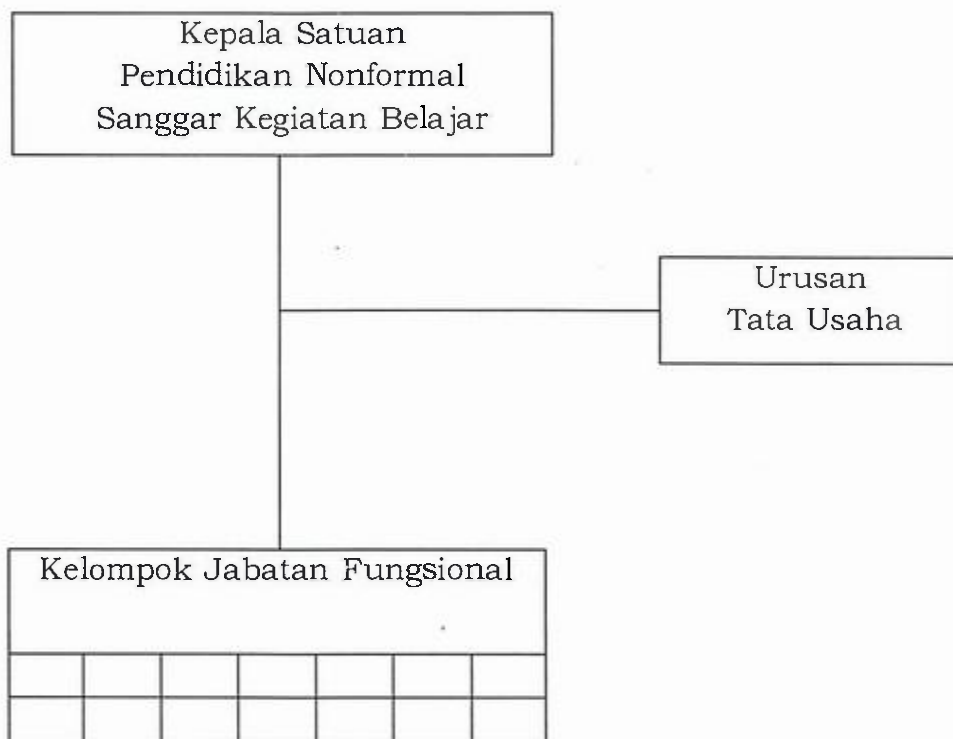 Kepala Satuan
Pendidikan Nonformal
Sanggar Kegiatan Belajar
Urusan
Tata Usaha
Kelompok Jabatan Fungsional